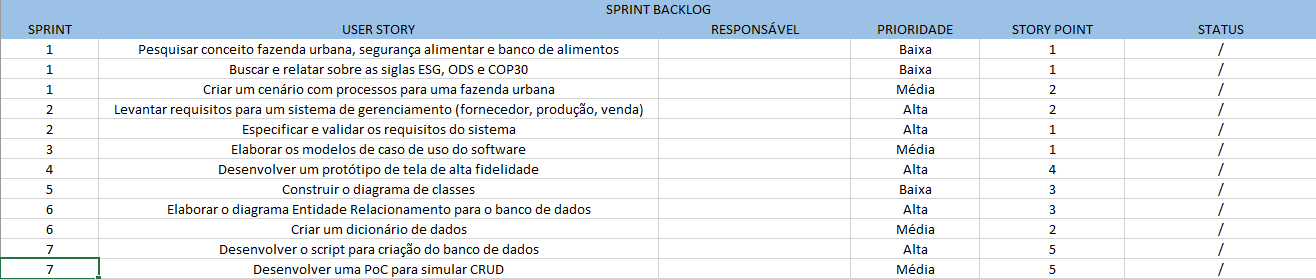 SPRINT BACKLOG
SPRINT USER STORY RESPONSÁVEL PRIORIDADE STORY POINT STATUS
1 Pesquisar conceito fazenda urbana, segurança alimentar e banco de alimentos Baixa 1 /
1 Buscar e relatar sobre as siglas ESG, ODS e COP30 Baixa 1 /
1 Criar um cenário com processos para uma fazenda urbana Média 2 /
2 Levantar requisitos para um sistema de gerenciamento (fornecedor, produção, venda) Alta 2 /
2 Especificar e validar os requisitos do sistema Alta 1 /
3 Elaborar os modelos de caso de uso do software Média 1 /
4 Desenvolver um protótipo de tela de alta fidelidade Alta 4 /
5 Construir o diagrama de classes Baixa 3 /
6 Elaborar o diagrama Entidade Relacionamento para o banco de dados Alta 3 /
6 Criar um dicionário de dados Média 2 /
7 Desenvolver o script para criação do banco de dados Alta 5 /
7 Desenvolver uma PoC para simular CRUD Média 5 /